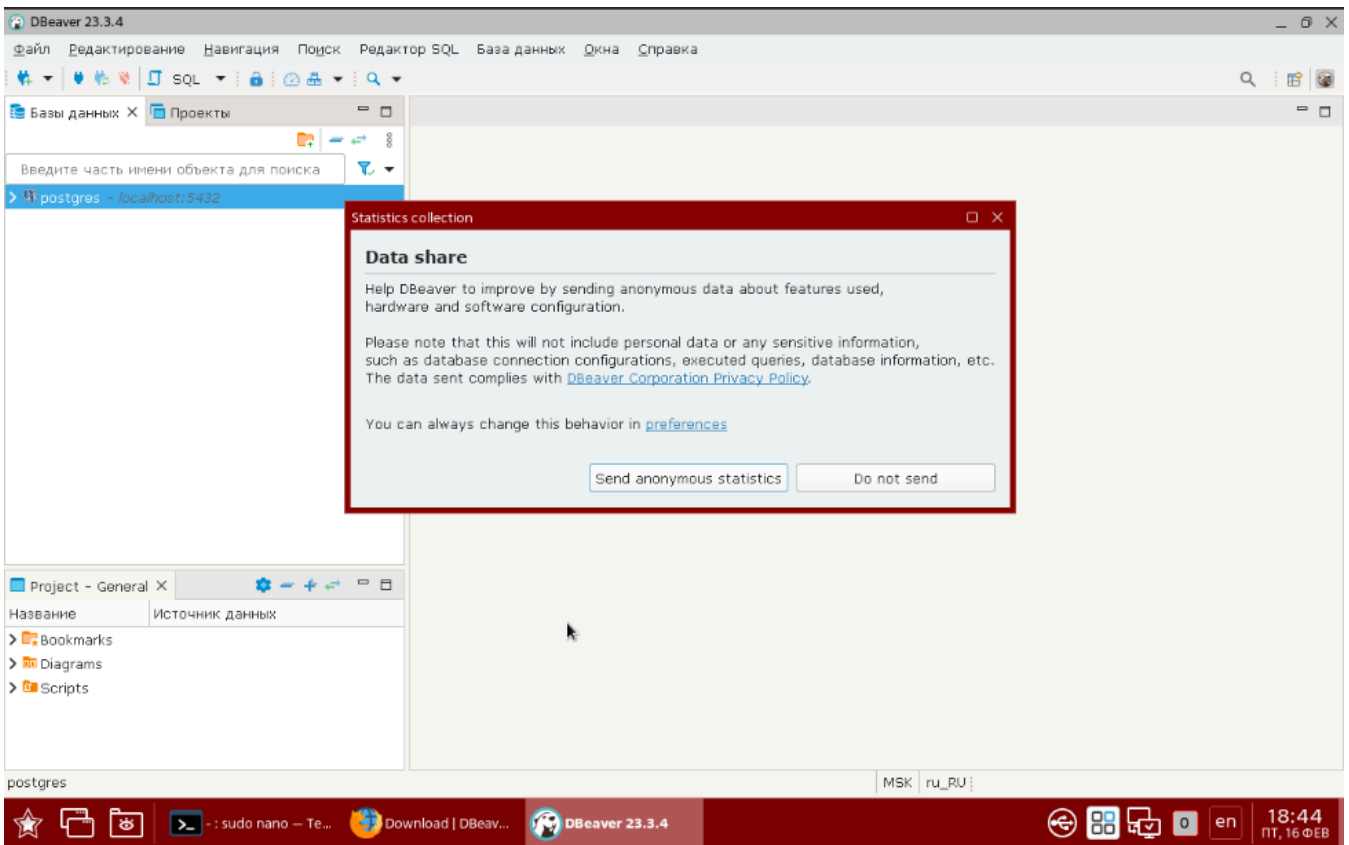 DBeaver 23.3.4
Файл Редактирование Навигация Поиск Редактор SQL База данных Окна Справка
SQL
Базы данных Проекты
Введите часть имени объекта для поиска
postgres - localhost:5432
Statistics collection
Data share
Help DBeaver to improve by sending anonymous data about features used,
hardware and software configuration.
Please note that this will not include personal data or any sensitive information,
such as database connection configurations, executed queries, database information, etc.
The data sent complies with DBeaver Corporation Privacy Policy.
You can always change this behavior in preferences
Send anonymous statistics Do not send
Project - General
Название Источник данных
Bookmarks
Diagrams
Scripts
postgres MSK ru_RU
- : sudo nano — Te... Download | DBeav... DBeaver 23.3.4 0 en 18:44
ПТ, 16 ФЕВ